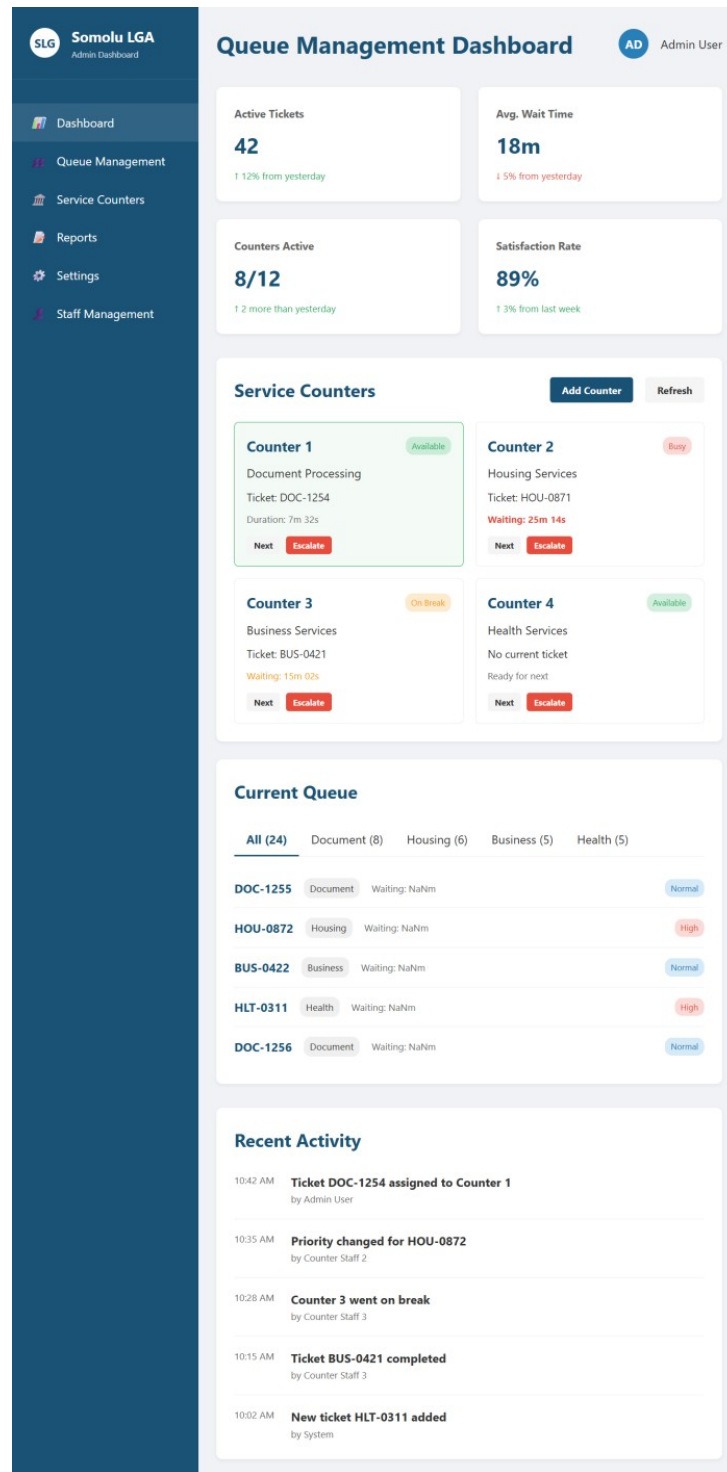 SLG
Somolu LGA
Admin Dashboard
Dashboard
Queue Management
Service Counters
Reports
Settings
Staff Management
Queue Management Dashboard
AD
Admin User
Active Tickets
42
↑ 12% from yesterday
Avg. Wait Time
18m
↓ 5% from yesterday
Counters Active
8/12
↑ 2 more than yesterday
Satisfaction Rate
89%
↑ 3% from last week
Service Counters
Add Counter
Refresh
Counter 1
Available
Document Processing
Ticket: DOC-1254
Duration: 7m 32s
Next
Escalate
Counter 2
Busy
Housing Services
Ticket: HOU-0871
Waiting: 25m 14s
Next
Escalate
Counter 3
On Break
Business Services
Ticket: BUS-0421
Waiting: 15m 02s
Next
Escalate
Counter 4
Available
Health Services
No current ticket
Ready for next
Next
Escalate
Current Queue
All (24) Document (8) Housing (6) Business (5) Health (5)
DOC-1255 Document Waiting: NaNm Normal
HOU-0872 Housing Waiting: NaNm High
BUS-0422 Business Waiting: NaNm Normal
HLT-0311 Health Waiting: NaNm High
DOC-1256 Document Waiting: NaNm Normal
Recent Activity
10:42 AM Ticket DOC-1254 assigned to Counter 1
by Admin User
10:35 AM Priority changed for HOU-0872
by Counter Staff 2
10:28 AM Counter 3 went on break
by Counter Staff 3
10:15 AM Ticket BUS-0421 completed
by Counter Staff 3
10:02 AM New ticket HLT-0311 added
by System